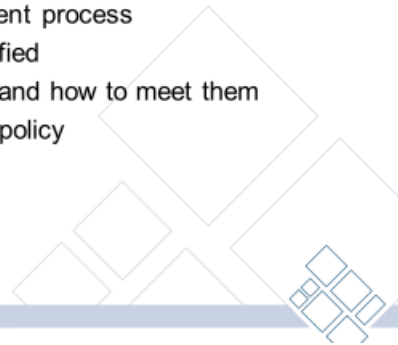 ent process
fied
and how to meet them
policy